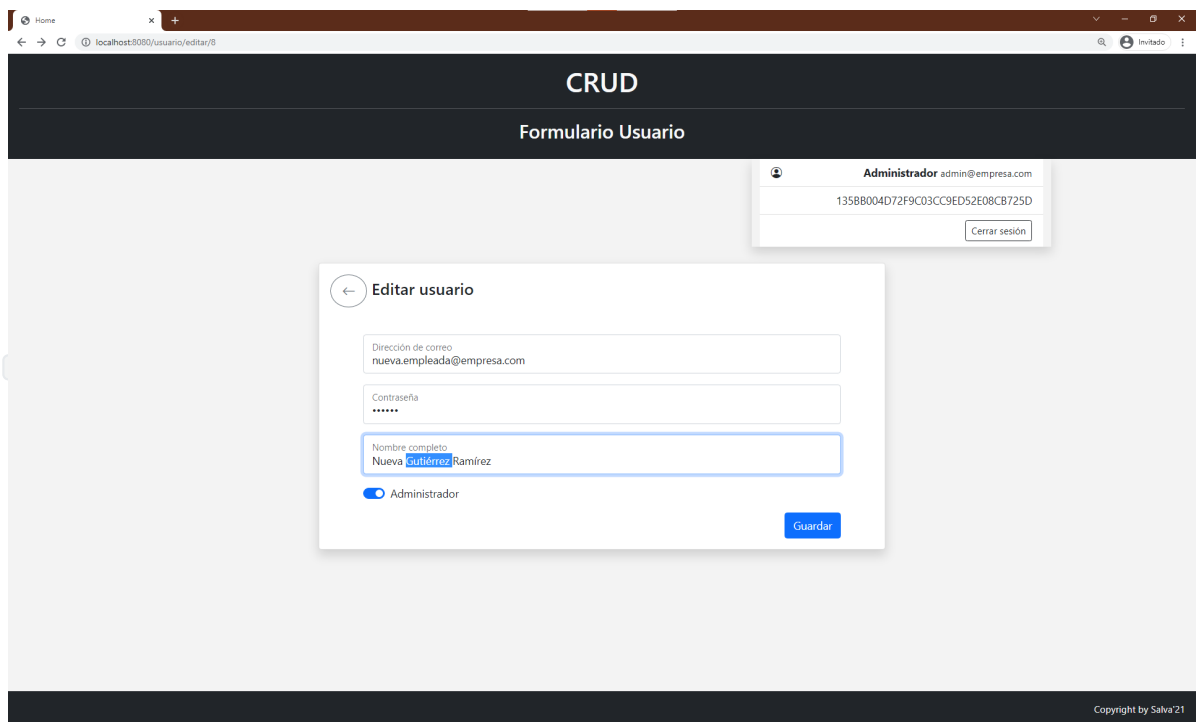 Home
localhost:8080/usuario/editar/8
Invitado
CRUD
Formulario Usuario
Administrador admin@empresa.com
135BB004D72F9C03CC9ED52E08CB725D
Cerrar sesión
Editar usuario
Dirección de correo
nueva.empleada@empresa.com
Contraseña
••••••
Nombre completo
Nueva Gutiérrez Ramírez
Administrador
Guardar
Copyright by Salva'21